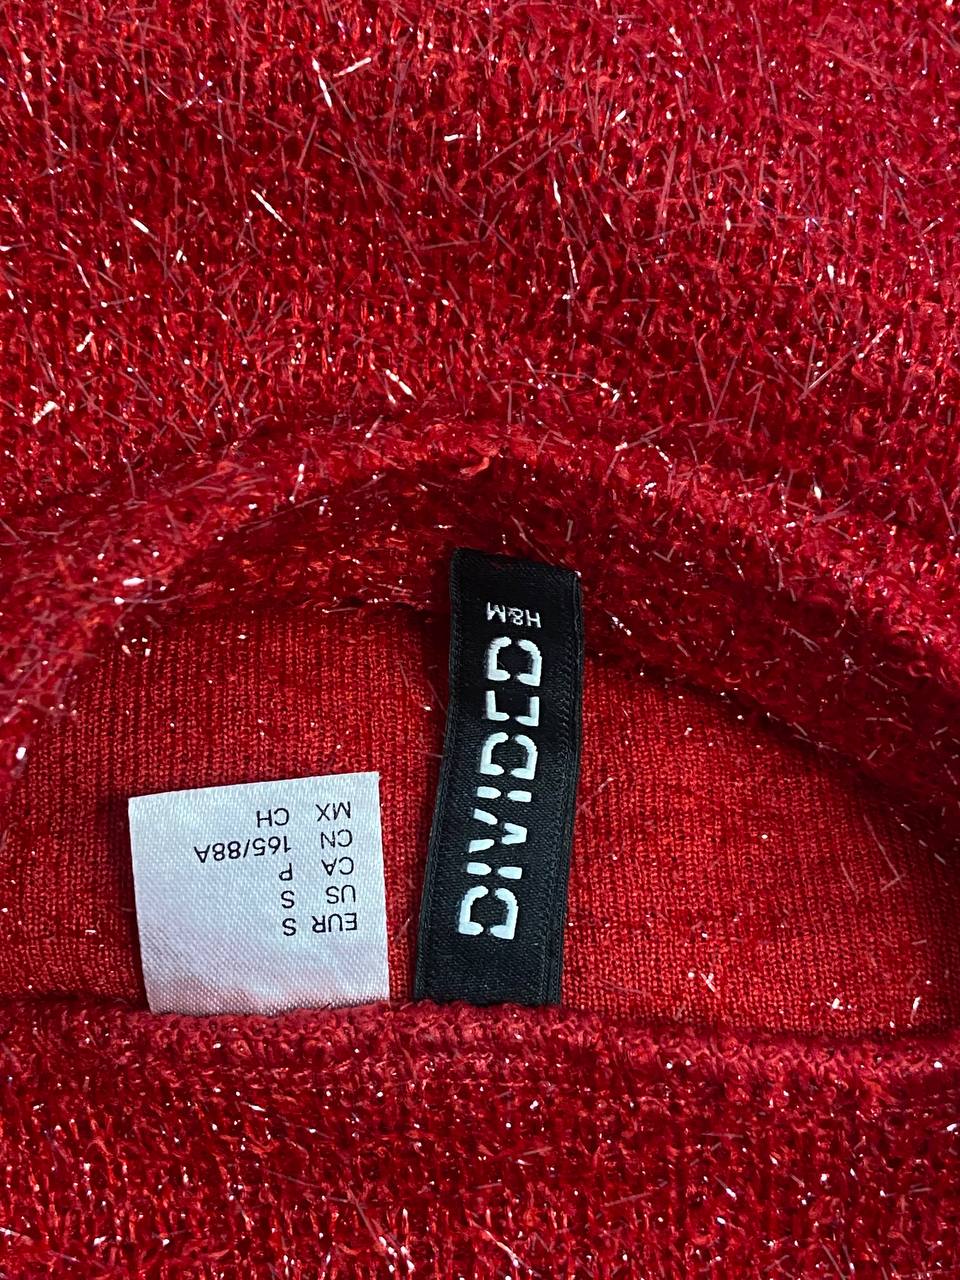 DIVIDED
H&M
EUR S
US S
CA P
CN 165/88A
MX CH